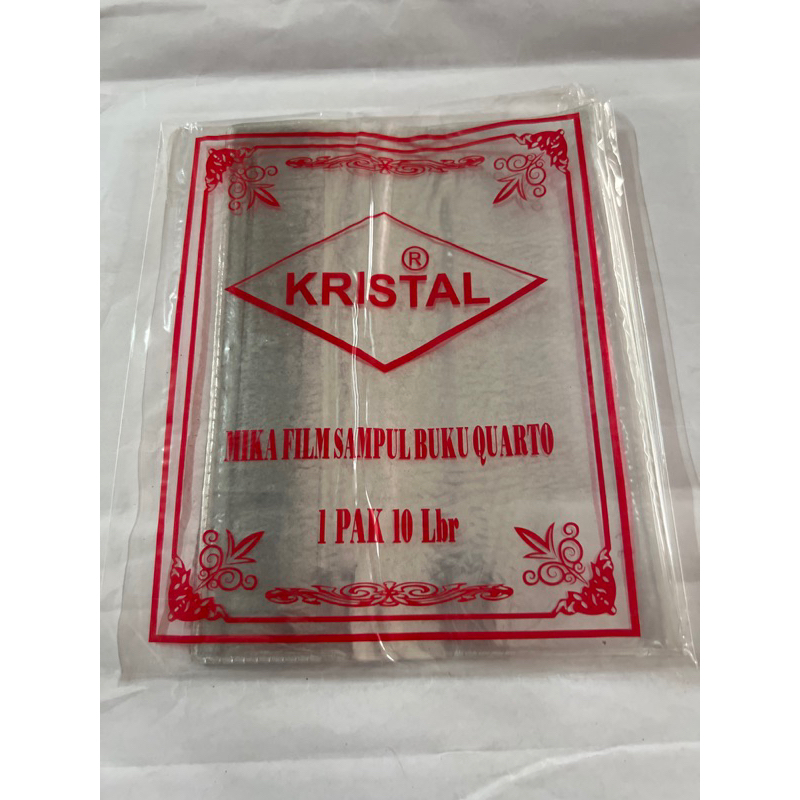 ®
KRISTAL
MIKA FILM SAMPUL BUKU QUARTO
1 PAK 10 Lbr